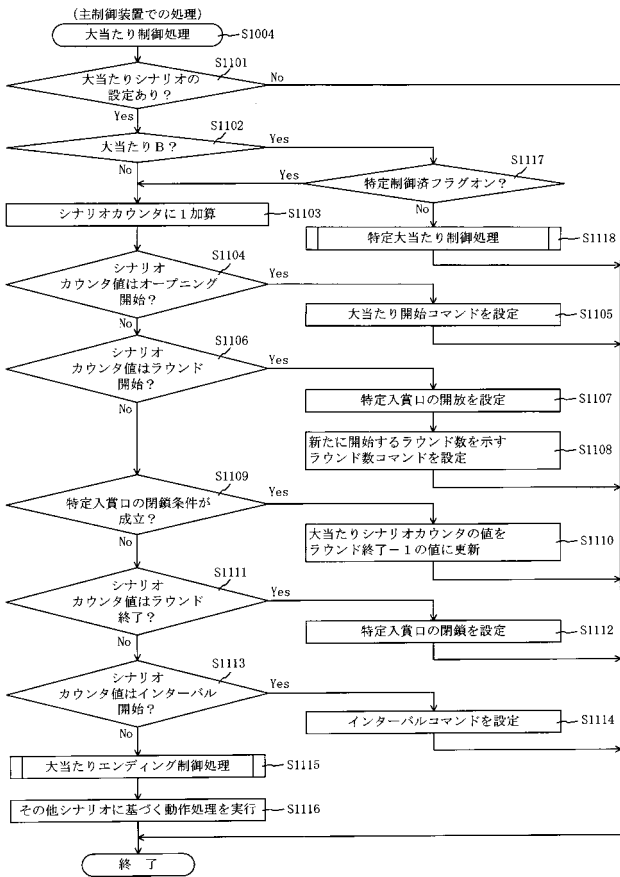 (主制御装置での処理)
大当たり制御処理
S1004
S1101
大当たりシナリオの
設定あり?
No
Yes
S1102
大当たりB?
Yes
No
S1117
特定制御済フラグオン?
Yes
No
シナリオカウンタに1加算
S1103
特定大当たり制御処理
S1118
シナリオ
カウンタ値はオープニング
開始?
S1104
Yes
No
大当たり開始コマンドを設定
S1105
シナリオ
カウンタ値はラウンド
開始?
S1106
Yes
No
特定入賞口の開放を設定
S1107
新たに開始するラウンド数を示す
ラウンド数コマンドを設定
S1108
S1109
特定入賞口の閉鎖条件が
成立?
Yes
No
大当たりシナリオカウンタの値を
ラウンド終了-1の値に更新
S1110
シナリオ
カウンタ値はラウンド
終了?
S1111
Yes
No
特定入賞口の閉鎖を設定
S1112
シナリオ
カウンタ値はインターバル
開始?
S1113
Yes
No
インターバルコマンドを設定
S1114
大当たりエンディング制御処理
S1115
その他シナリオに基づく動作処理を実行
S1116
終 了